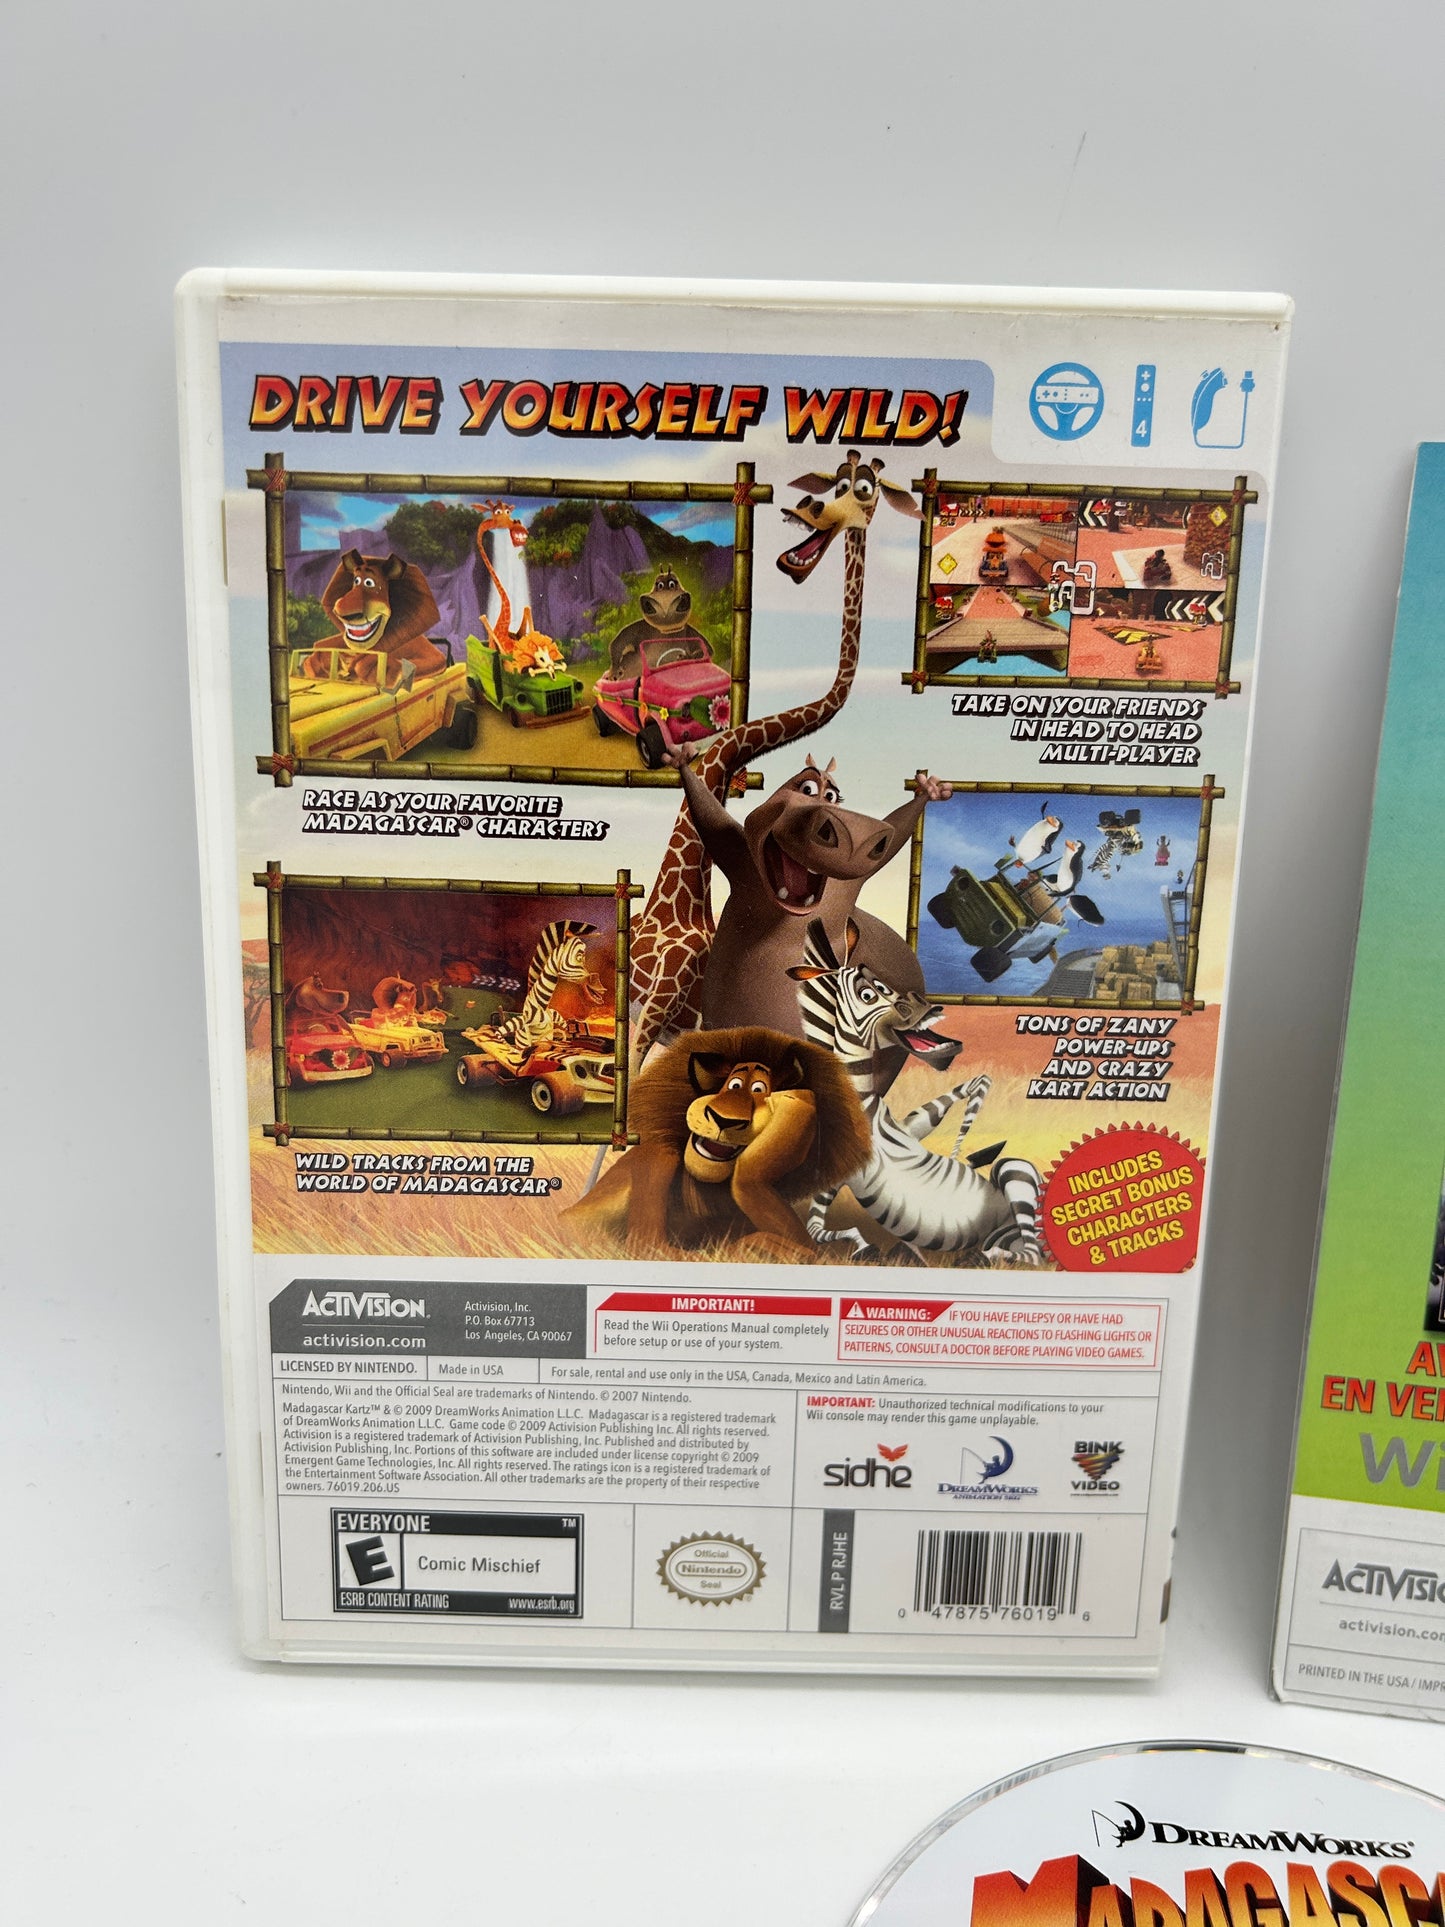 DRIVE YOURSELF WILD!
4
RACE AS YOUR FAVORITE
MADAGASCAR® CHARACTERS
TAKE ON YOUR FRIENDS
IN HEAD TO HEAD
MULTI-PLAYER
WILD TRACKS FROM THE
WORLD OF MADAGASCAR®
TONS OF ZANY
POWER-UPS
AND CRAZY
KART ACTION
INCLUDES
SECRET BONUS
CHARACTERS
& TRACKS
ACTIVISION®
activision.com
Activision, Inc.
P.O. Box 67713
Los Angeles, CA 90067
IMPORTANT!
Read the Wii Operations Manual completely
before setup or use of your system.
WARNING: IF YOU HAVE EPILEPSY OR HAVE HAD
SEIZURES OR OTHER UNUSUAL REACTIONS TO FLASHING LIGHTS OR
PATTERNS, CONSULT A DOCTOR BEFORE PLAYING VIDEO GAMES.
LICENSED BY NINTENDO.
Made in USA
For sale, rental and use only in the USA, Canada, Mexico and Latin America.
Nintendo, Wii and the Official Seal are trademarks of Nintendo. © 2007 Nintendo.
Madagascar Kartz™ & © 2009 DreamWorks Animation L.L.C. Madagascar is a registered trademark
of DreamWorks Animation L.L.C. Game code © 2009 Activision Publishing Inc. All rights reserved.
Activision is a registered trademark of Activision Publishing, Inc. Published and distributed by
Activision Publishing, Inc. Portions of this software are included under license copyright © 2009
Emergent Game Technologies, Inc. All rights reserved. The ratings icon is a registered trademark of
the Entertainment Software Association. All other trademarks are the property of their respective
owners. 76019.206.US
IMPORTANT: Unauthorized technical modifications to your
Wii console may render this game unplayable.
sidhe
DREAMWORKS
ANIMATION SKG
BINK
VIDEO
EVERYONE
TM
E
Comic Mischief
ESRB CONTENT RATING
www.esrb.org
Official
Nintendo
Seal
RVL P RJHE
0 47875 76019 6
EN VE
Wi
ACTIVISI
activision.co
PRINTED IN THE USA / IMPR
DREAMWORKS
MADAGASCA